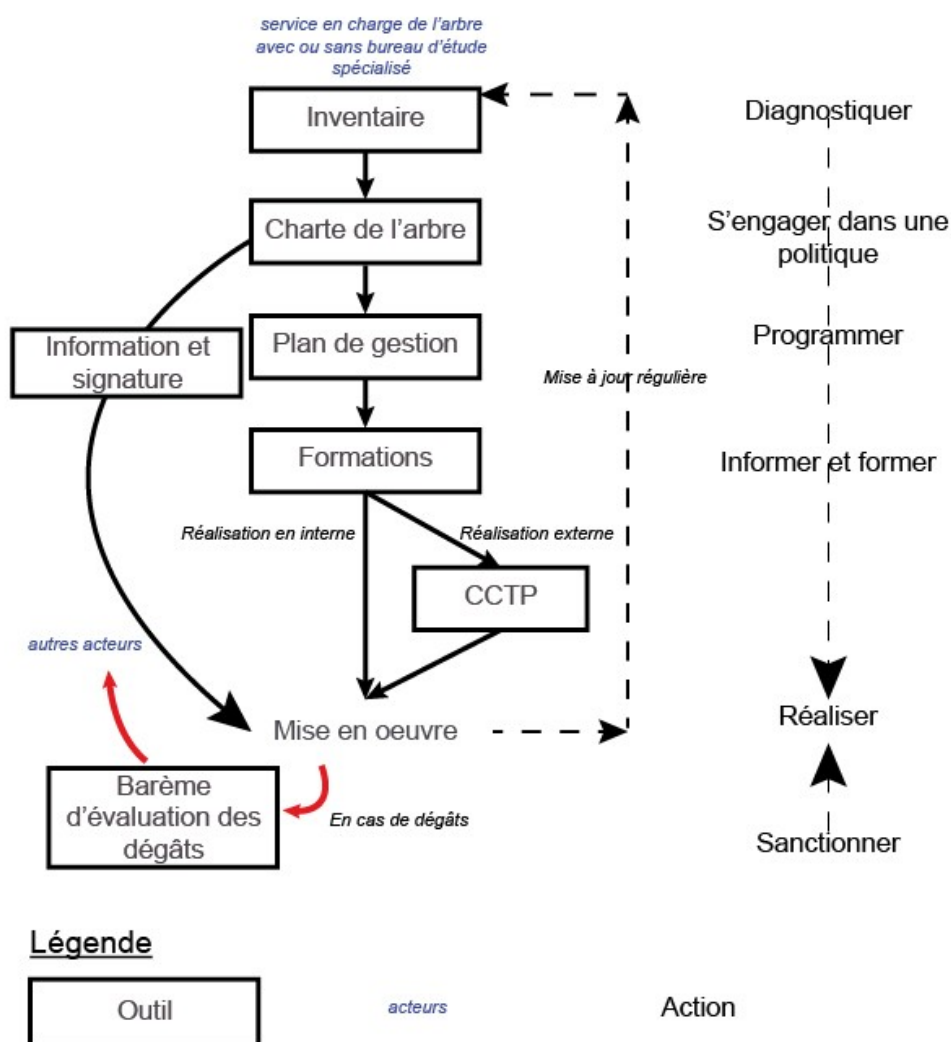 service en charge de l'arbre
avec ou sans bureau d'étude
spécialisé
Inventaire
Diagnostiquer
Charte de l'arbre
S'engager dans une
politique
Information et
signature
Plan de gestion
Programmer
Mise à jour régulière
Formations
Informer et former
Réalisation en interne
Réalisation externe
CCTP
autres acteurs
Mise en oeuvre
Réaliser
Barème
d'évaluation des
dégâts
En cas de dégâts
Sanctionner
Légende
Outil
acteurs
Action